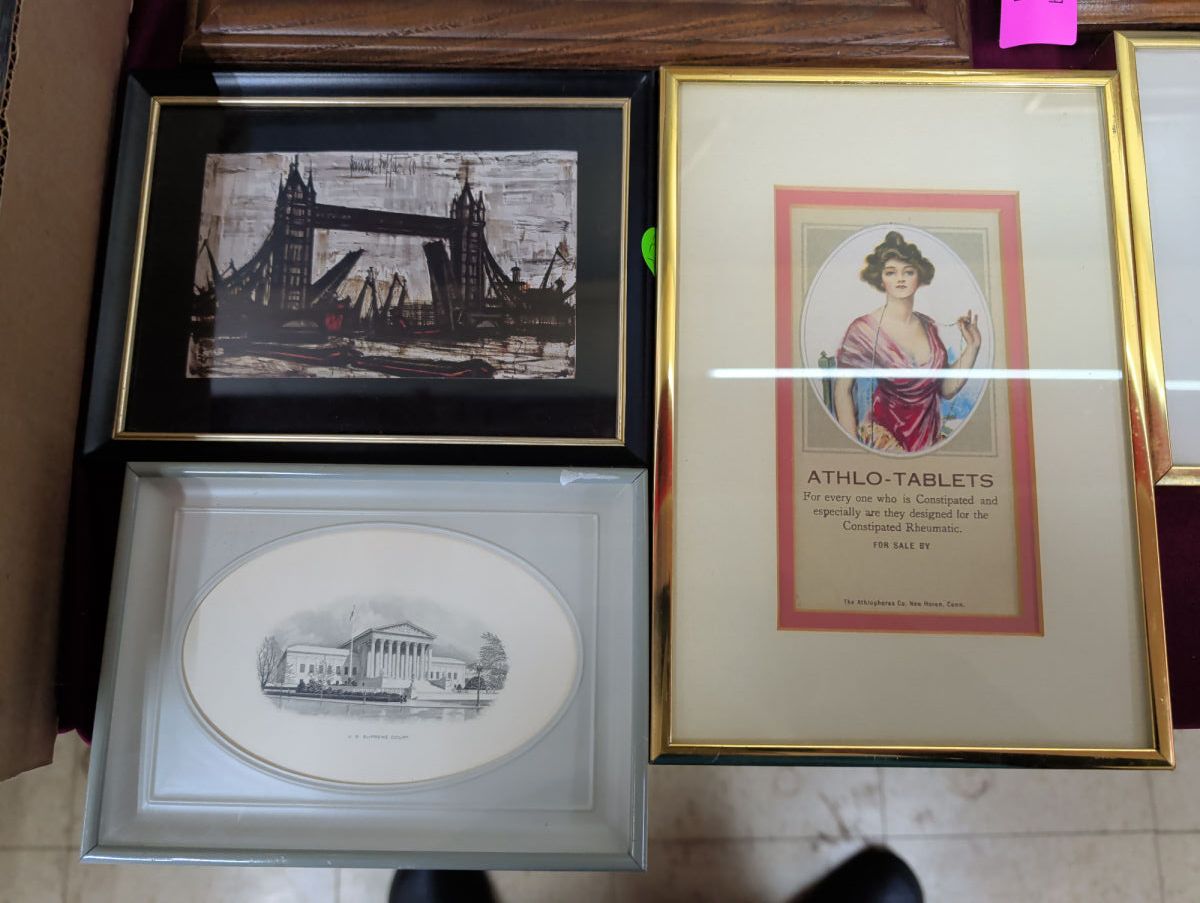 ATHLO-TABLETS
For every one who is Constipated and
especially are they designed for the
Constipated Rheumatic.
FOR SALE BY
The Athlophoros Co. New Haven, Conn.
U. S. SUPREME COURT